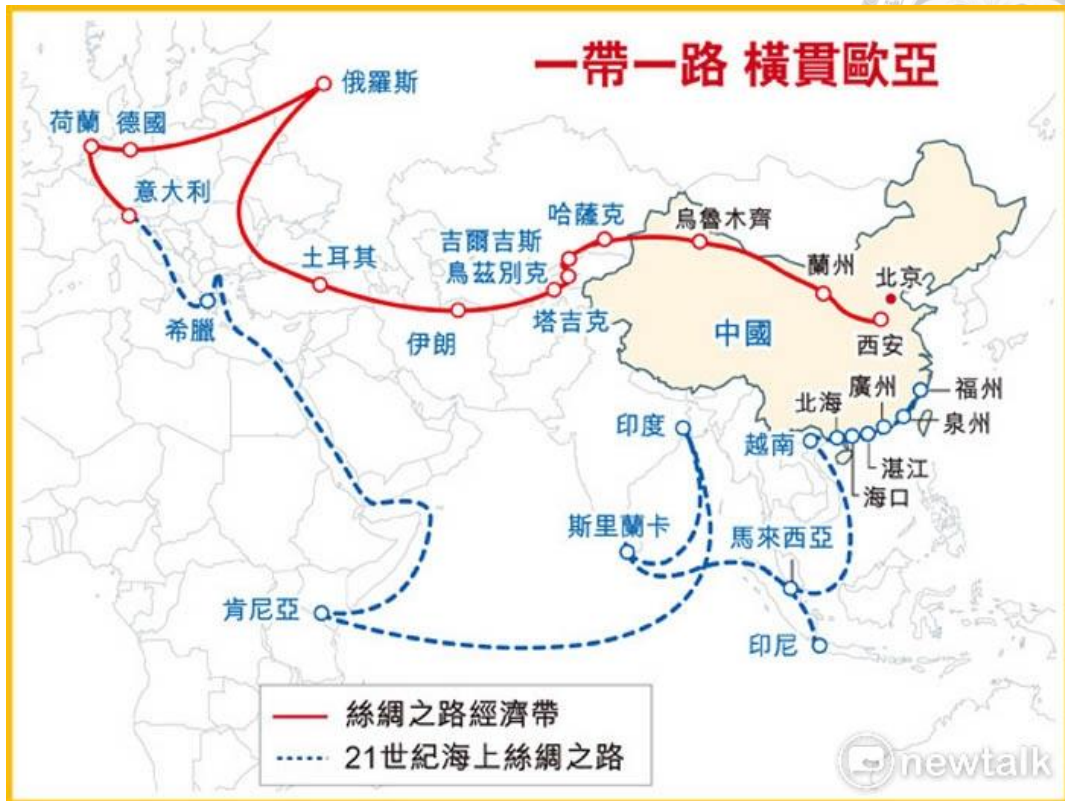 一帶一路 橫貫歐亞
俄羅斯
荷蘭 德國
意大利
哈薩克
烏魯木齊
吉爾吉斯
土耳其
烏茲別克
蘭州
北京
塔吉克
希臘
伊朗
中國
西安
廣州
福州
北海
印度
越南
泉州
湛江
海口
斯里蘭卡
馬來西亞
肯尼亞
印尼
絲綢之路經濟帶
21世紀海上絲綢之路
newtalk